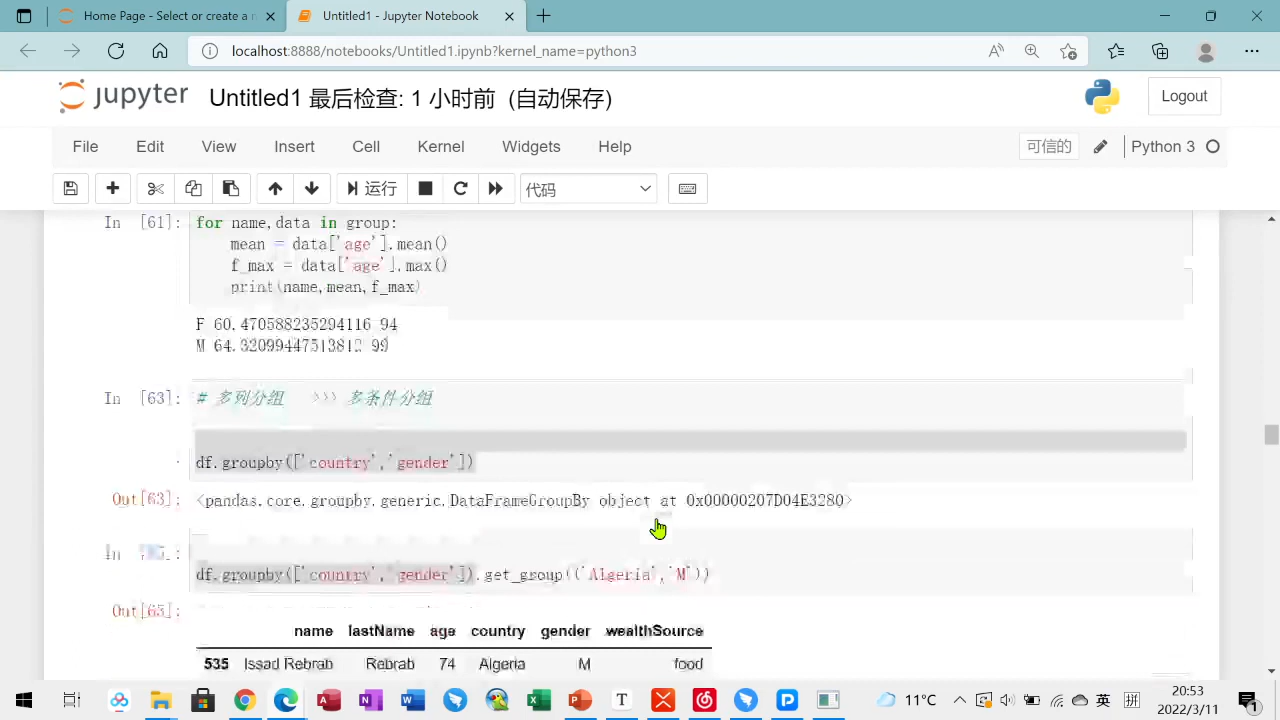 Home Page - Select or create a n
Untitled1 - Jupyter Notebook
localhost:8888/notebooks/Untitled1.ipynb?kernel_name=python3
jupyter Untitled1 最后检查: 1 小时前 (自动保存)
Logout
File Edit View Insert Cell Kernel Widgets Help
可信的 Python 3
运行 代码
In [61]: for name,data in group:
mean = data['age'].mean()
f_max = data['age'].max()
print(name,mean,f_max)
F 60.470588235294116 94
M 99
In [63]: # 多列分组 >>> 多条件分组
df.groupby(['country','gender'])
Out[63]: <pandas.core.groupby.generic.DataFrameGroupBy object at 0x00000207D04E3280>
In
df.groupby(['country','gender']).get_group(('Algeria','M'))
Out[65]:
name lastName age country gender wealthSource
535 Issad Rebrab Rebrab 74 Algeria M food
11°C
英
拼
20:53
2022/3/11
1